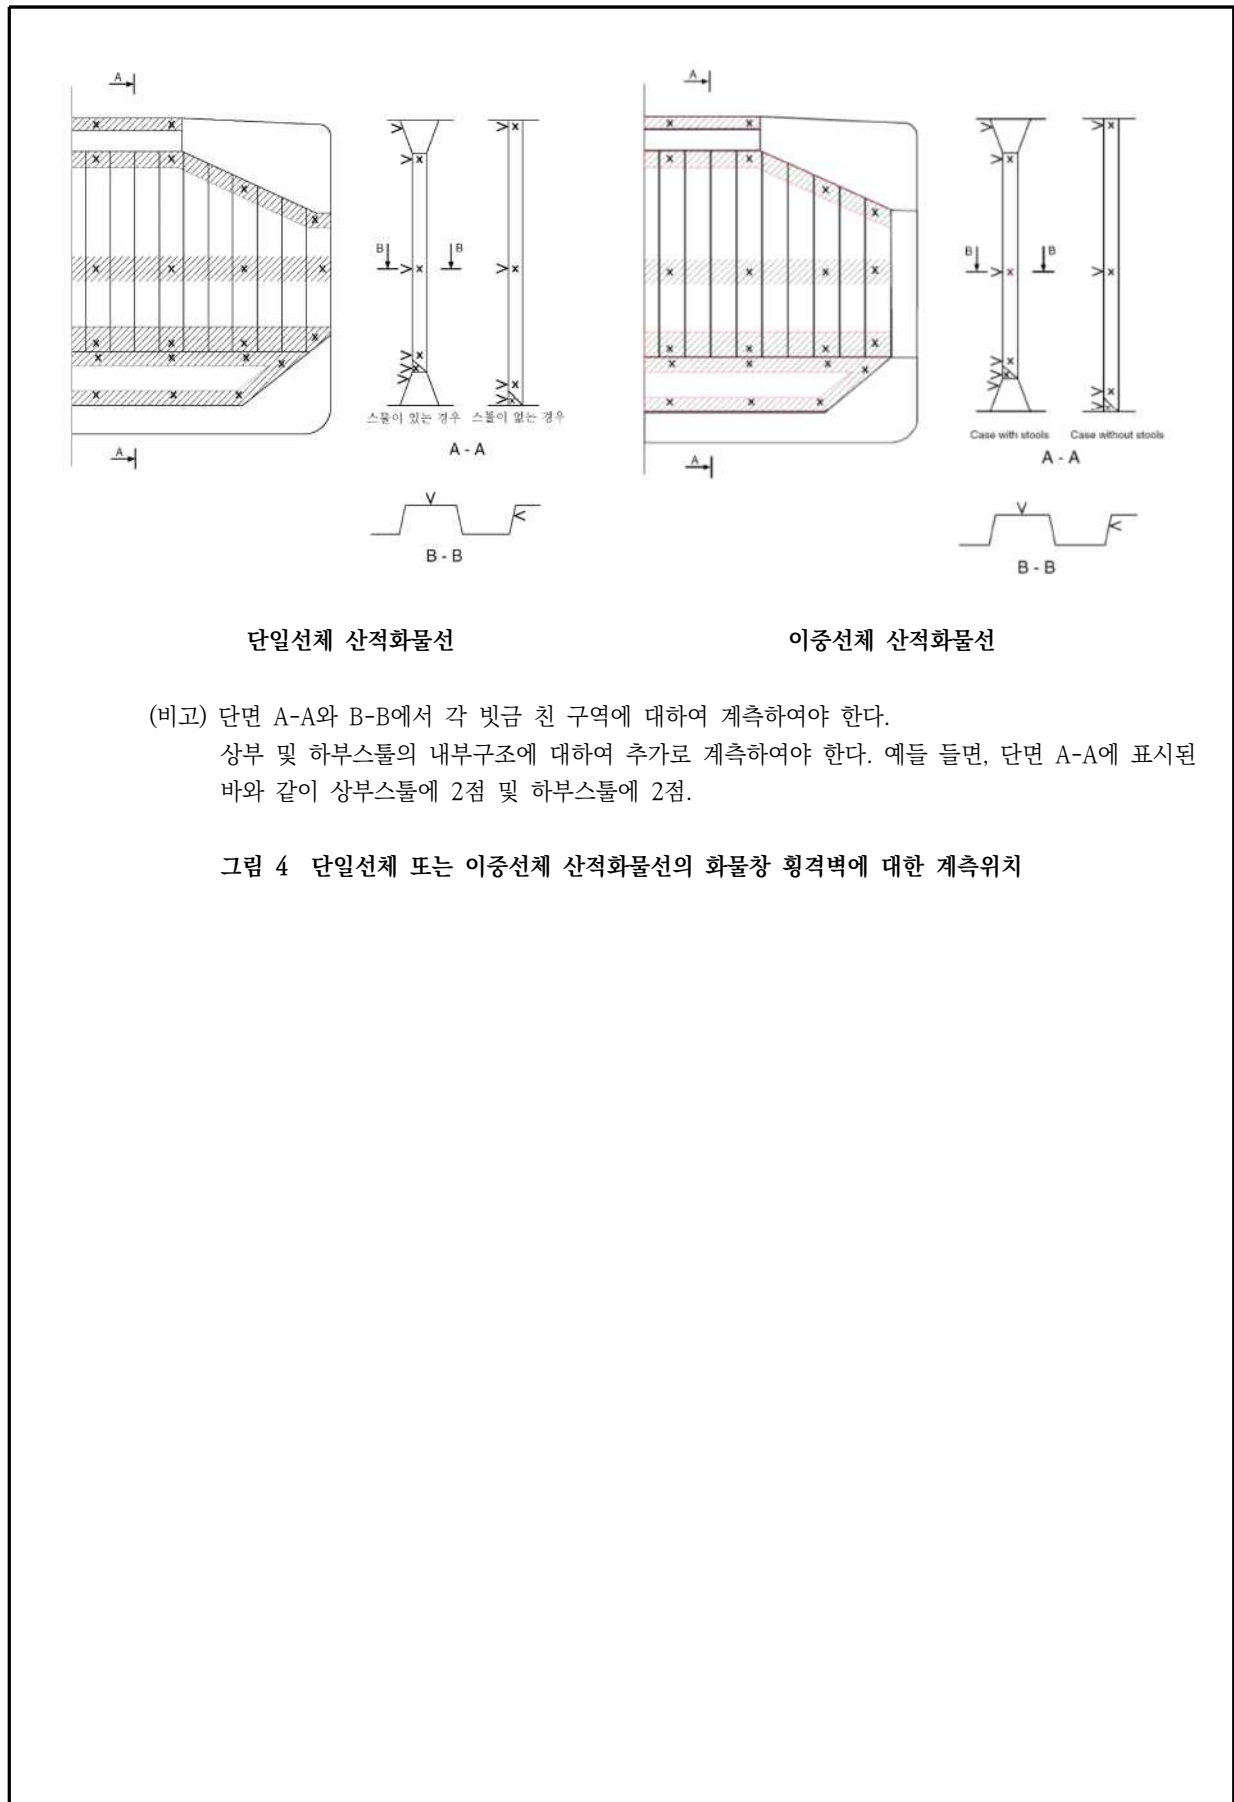 A
A
B
B
스툴이 있는 경우 스툴이 없는 경우
A - A
A
B - B
A
B
B
Case with stools Case without stools
A - A
A
B - B
단일선체 산적화물선
이중선체 산적화물선
(비고) 단면 A-A와 B-B에서 각 빗금 친 구역에 대하여 계측하여야 한다.
상부 및 하부스툴의 내부구조에 대하여 추가로 계측하여야 한다. 예들 들면, 단면 A-A에 표시된
바와 같이 상부스툴에 2점 및 하부스툴에 2점.
그림 4 단일선체 또는 이중선체 산적화물선의 화물창 횡격벽에 대한 계측위치